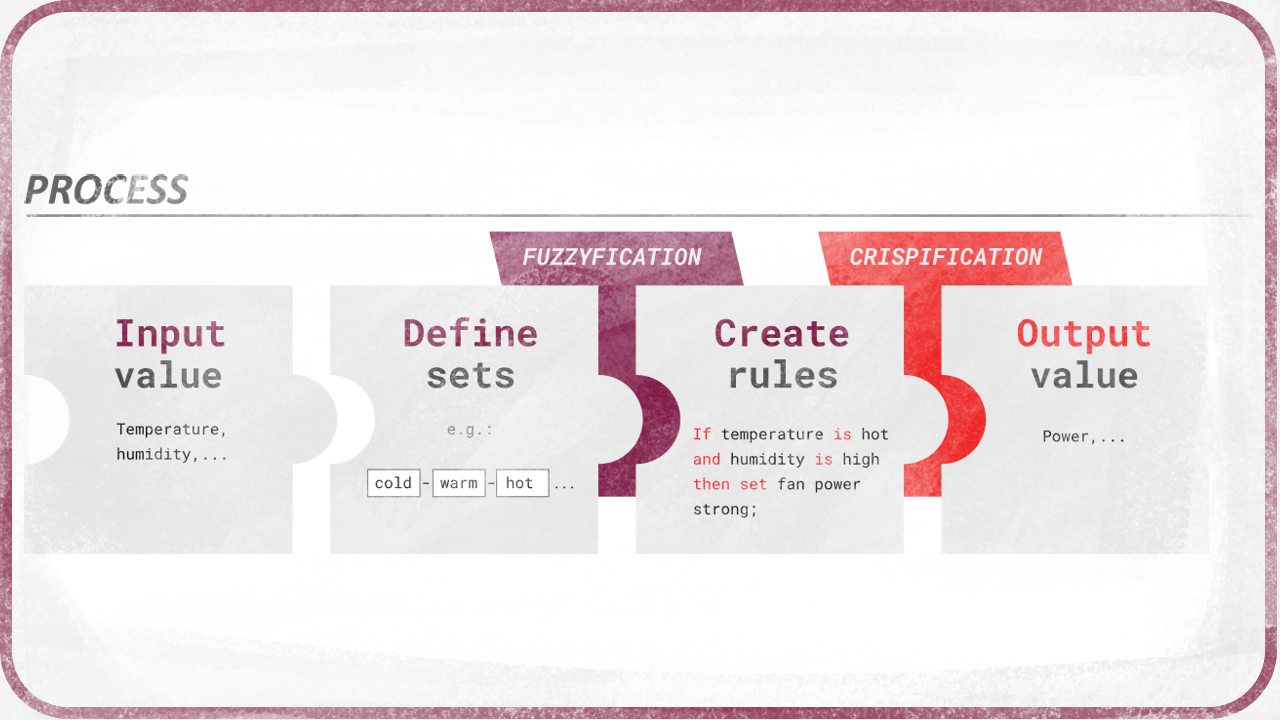 PROCESS
FUZZYFICATION
CRISPIFICATION
Input
value
Temperature,
humidity,...
Define
sets
e.g.:
cold-warm-hot ...
Create
rules
If temperature is hot
and humidity is high
then set fan power
strong;
Output
value
Power,...